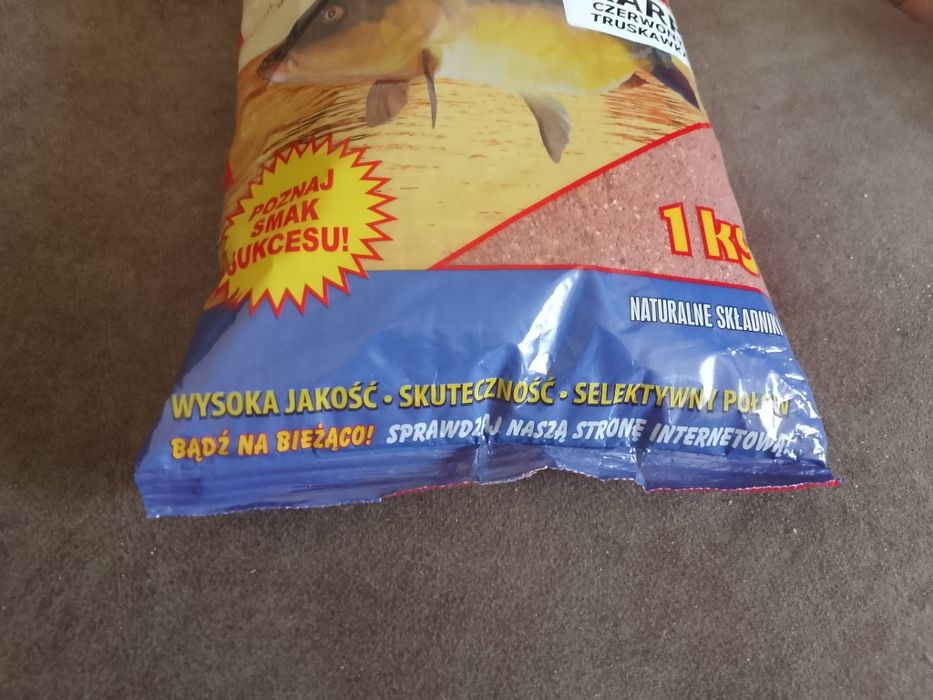 CZERWONY
TRUSKAWKA
POZNAJ
SMAK
SUKCESU!
1 kg
NATURALNE SKŁADNIKI
WYSOKA JAKOŚĆ • SKUTECZNOŚĆ • SELEKTYWNY POŁÓW
BĄDŹ NA BIEŻĄCO! SPRAWDZAJ NASZĄ STRONĘ INTERNETOWĄ!